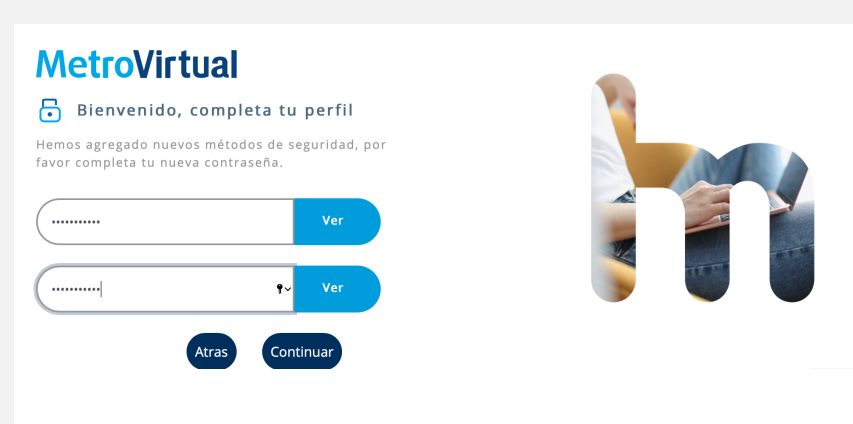 MetroVirtual
Bienvenido, completa tu perfil
Hemos agregado nuevos métodos de seguridad, por
favor completa tu nueva contraseña.
••••••••••• Ver
••••••••••• Ver
Atras Continuar